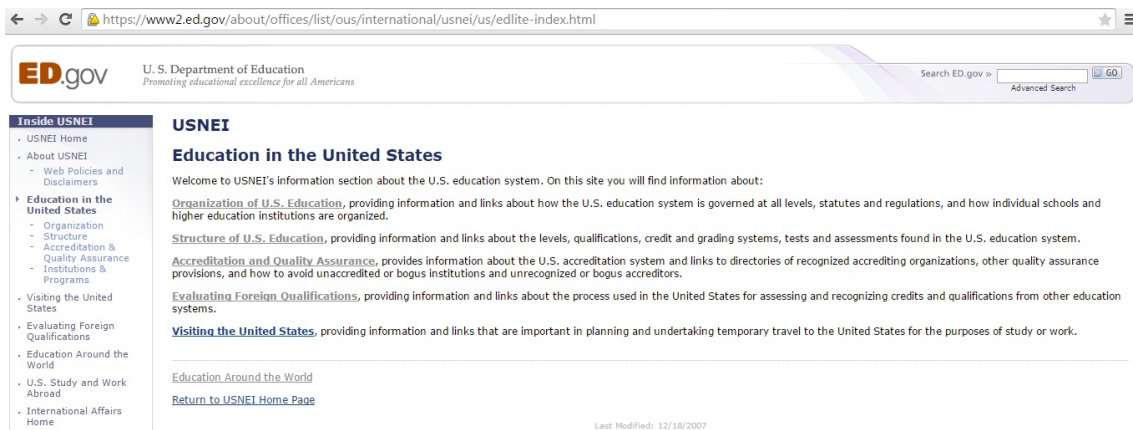 https://www2.ed.gov/about/offices/list/ous/international/usnei/us/edlite-index.html
ED.gov
U. S. Department of Education
Promoting educational excellence for all Americans
Search ED.gov »
GO
Advanced Search
Inside USNEI
USNEI Home
About USNEI
- Web Policies and
Disclaimers
Education in the
United States
- Organization
- Structure
- Accreditation &
Quality Assurance
- Institutions &
Programs
Visiting the United
States
Evaluating Foreign
Qualifications
Education Around the
World
U.S. Study and Work
Abroad
International Affairs
Home
USNEI
Education in the United States
Welcome to USNEI's information section about the U.S. education system. On this site you will find information about:
Organization of U.S. Education, providing information and links about how the U.S. education system is governed at all levels, statutes and regulations, and how individual schools and
higher education institutions are organized.
Structure of U.S. Education, providing information and links about the levels, qualifications, credit and grading systems, tests and assessments found in the U.S. education system.
Accreditation and Quality Assurance, provides information about the U.S. accreditation system and links to directories of recognized accrediting organizations, other quality assurance
provisions, and how to avoid unaccredited or bogus institutions and unrecognized or bogus accreditors.
Evaluating Foreign Qualifications, providing information and links about the process used in the United States for assessing and recognizing credits and qualifications from other education
systems.
Visiting the United States, providing information and links that are important in planning and undertaking temporary travel to the United States for the purposes of study or work.
Education Around the World
Return to USNEI Home Page
Last Modified: 12/18/2007